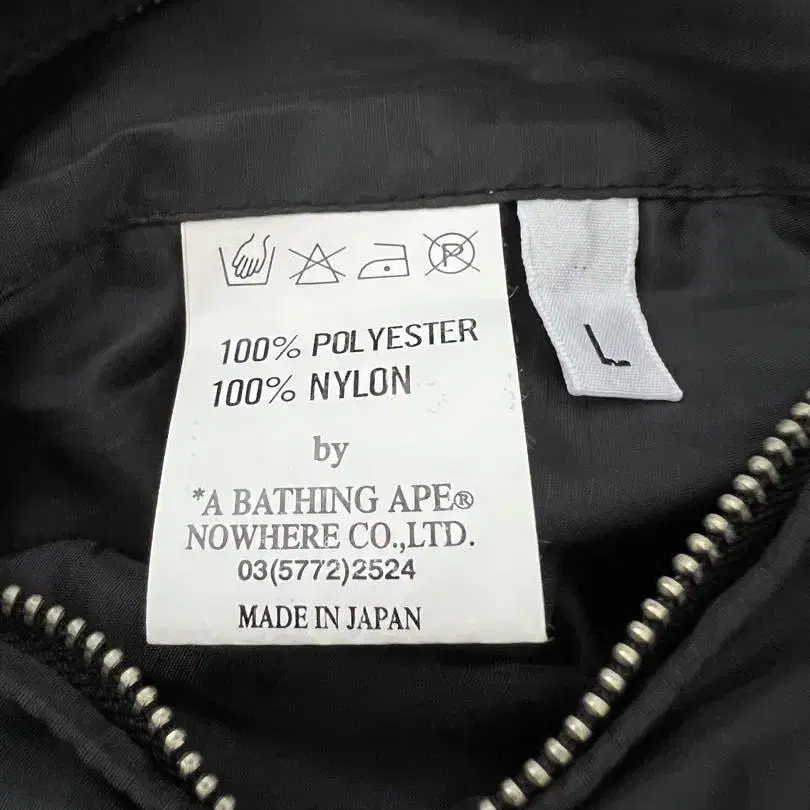 P
100% POLYESTER
100% NYLON
by
*A BATHING APE®
NOWHERE CO.,LTD.
03(5772)2524
MADE IN JAPAN
L